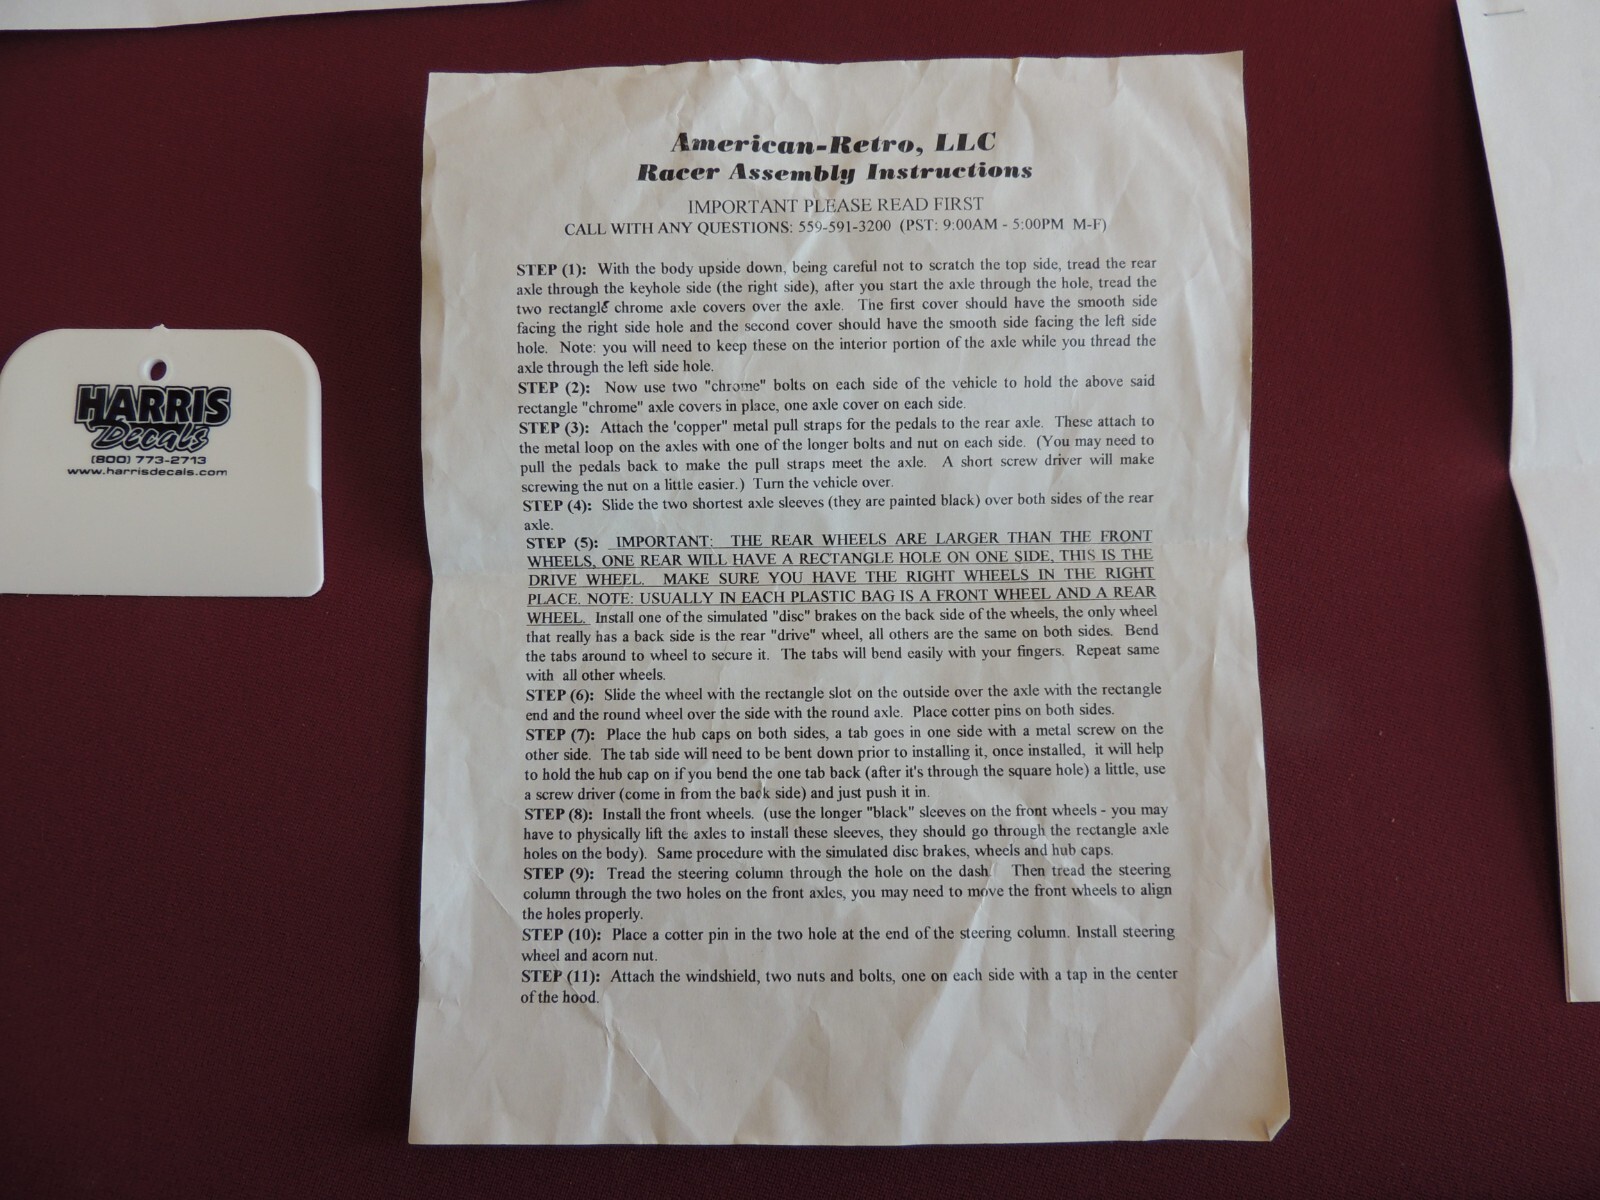 American-Retro, LLC
Racer Assembly Instructions
IMPORTANT PLEASE READ FIRST
CALL WITH ANY QUESTIONS: 559-591-3200 (PST: 9:00AM - 5:00PM M-F)
STEP (1): With the body upside down, being careful not to scratch the top side, tread the rear
axle through the keyhole side (the right side), after you start the axle through the hole, tread the
two rectangle chrome axle covers over the axle. The first cover should have the smooth side
facing the right side hole and the second cover should have the smooth side facing the left side
hole. Note: you will need to keep these on the interior portion of the axle while you thread the
axle through the left side hole.
STEP (2): Now use two "chrome" bolts on each side of the vehicle to hold the above said
rectangle "chrome" axle covers in place, one axle cover on each side.
STEP (3): Attach the 'copper" metal pull straps for the pedals to the rear axle. These attach to
the metal loop on the axles with one of the longer bolts and nut on each side. (You may need to
pull the pedals back to make the pull straps meet the axle. A short screw driver will make
screwing the nut on a little easier.) Turn the vehicle over.
STEP (4): Slide the two shortest axle sleeves (they are painted black) over both sides of the rear
axle.
STEP (5): IMPORTANT: THE REAR WHEELS ARE LARGER THAN THE FRONT
WHEELS, ONE REAR WILL HAVE A RECTANGLE HOLE ON ONE SIDE, THIS IS THE
DRIVE WHEEL. MAKE SURE YOU HAVE THE RIGHT WHEELS IN THE RIGHT
PLACE. NOTE: USUALLY IN EACH PLASTIC BAG IS A FRONT WHEEL AND A REAR
WHEEL. Install one of the simulated "disc" brakes on the back side of the wheels, the only wheel
that really has a back side is the rear "drive" wheel, all others are the same on both sides. Bend
the tabs around to wheel to secure it. The tabs will bend easily with your fingers. Repeat same
with all other wheels.
STEP (6): Slide the wheel with the rectangle slot on the outside over the axle with the rectangle
end and the round wheel over the side with the round axle. Place cotter pins on both sides.
STEP (7): Place the hub caps on both sides, a tab goes in one side with a metal screw on the
other side. The tab side will need to be bent down prior to installing it, once installed, it will help
to hold the hub cap on if you bend the one tab back (after it's through the square hole) a little, use
a screw driver (come in from the back side) and just push it in.
STEP (8): Install the front wheels. (use the longer "black" sleeves on the front wheels - you may
have to physically lift the axles to install these sleeves, they should go through the rectangle axle
holes on the body). Same procedure with the simulated disc brakes, wheels and hub caps.
STEP (9): Tread the steering column through the hole on the dash. Then tread the steering
column through the two holes on the front axles, you may need to move the front wheels to align
the holes properly.
STEP (10): Place a cotter pin in the two hole at the end of the steering column. Install steering
wheel and acorn nut.
STEP (11): Attach the windshield, two nuts and bolts, one on each side with a tap in the center
of the hood.
HARRIS
Decals
(800) 773-2713
www.harrisdecals.com